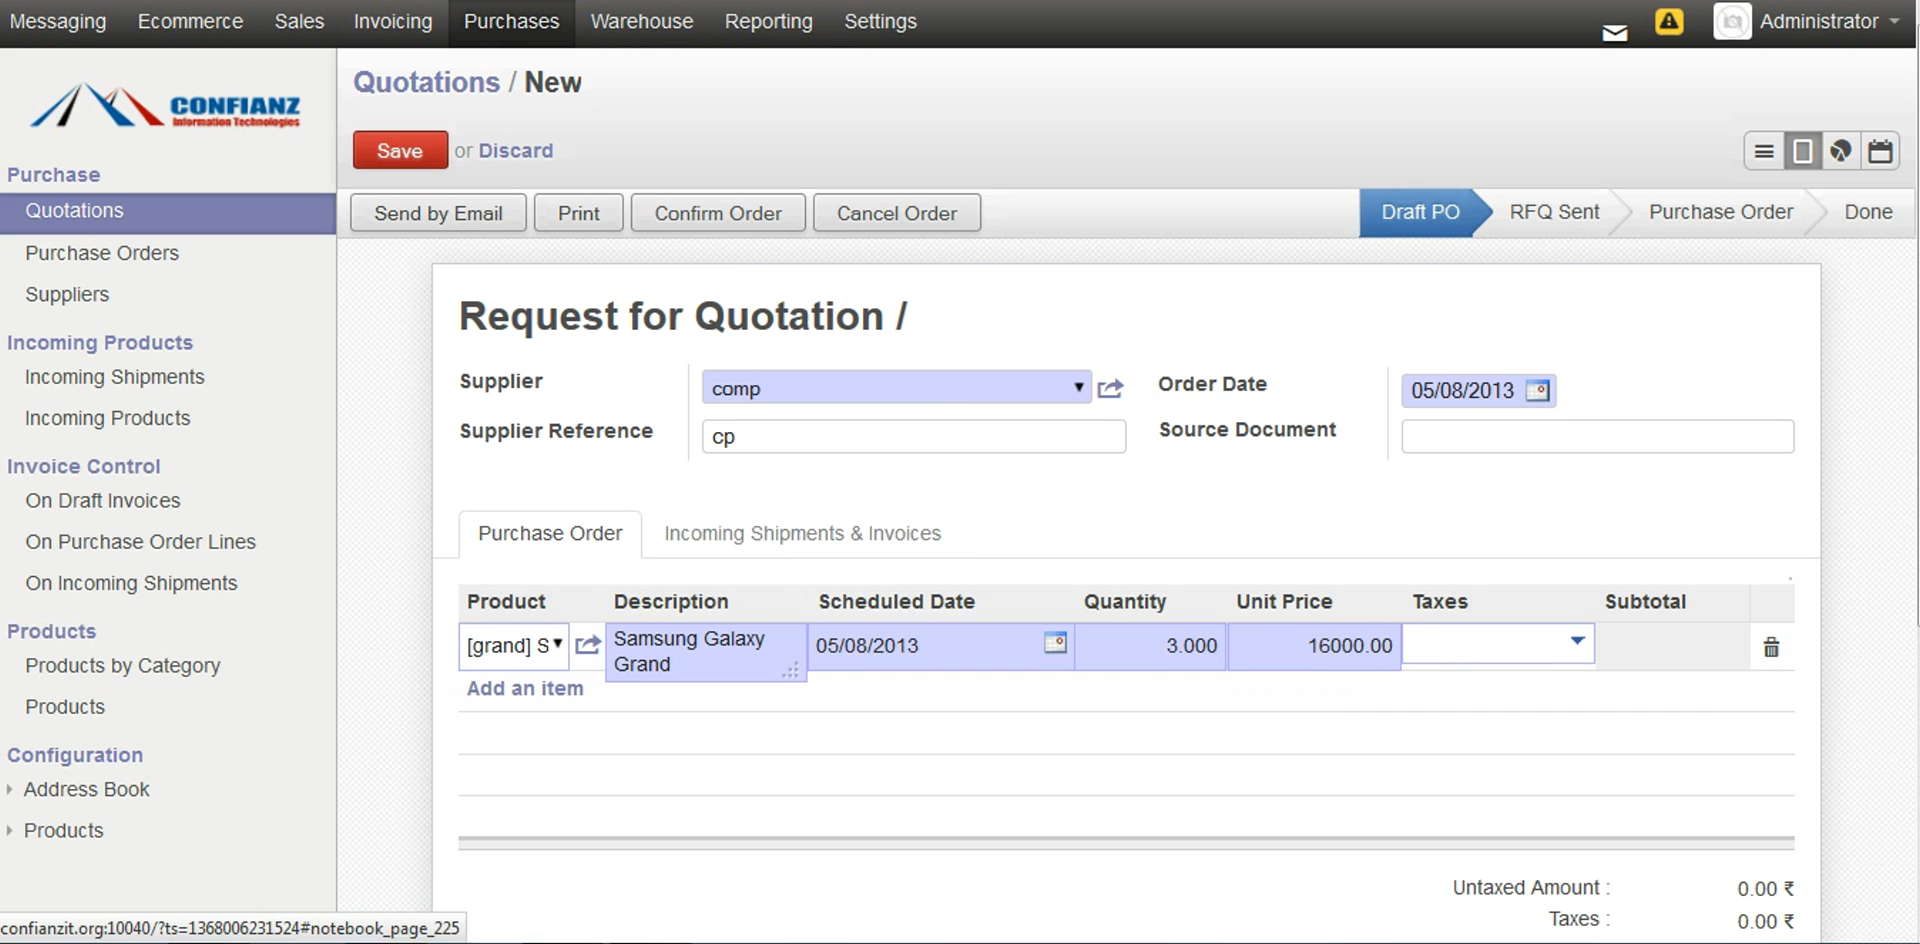 Messaging Ecommerce Sales Invoicing Purchases Warehouse Reporting Settings Administrator
CONFIANZ
Information Technologies
Quotations / New
Save or Discard
Purchase
Quotations
Purchase Orders
Suppliers
Incoming Products
Incoming Shipments
Incoming Products
Invoice Control
On Draft Invoices
On Purchase Order Lines
On Incoming Shipments
Products
Products by Category
Products
Configuration
Address Book
Products
Send by Email Print Confirm Order Cancel Order Draft PO RFQ Sent Purchase Order Done
Request for Quotation /
Supplier comp Order Date 05/08/2013
Supplier Reference cp Source Document
Purchase Order Incoming Shipments & Invoices
Product Description Scheduled Date Quantity Unit Price Taxes Subtotal
[grand] S Samsung Galaxy 05/08/2013 3.000 16000.00
Grand
Add an item
Untaxed Amount : 0.00 ₹
Taxes : 0.00 ₹
confianzit.org:10040/?ts=1368006231524#notebook_page_225